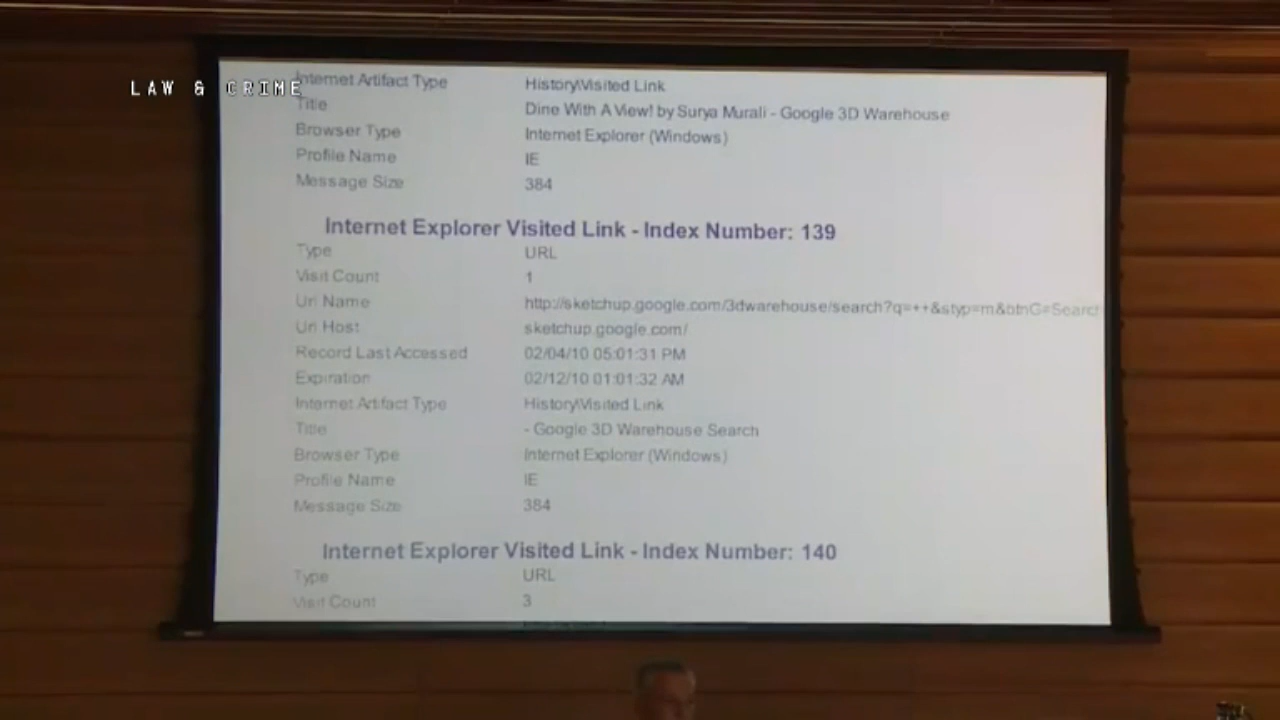 LAW & CRIME
Internet Artifact Type History\Visited Link
Title Dine With A View! by Surya Murali - Google 3D Warehouse
Browser Type Internet Explorer (Windows)
Profile Name IE
Message Size 384
Internet Explorer Visited Link - Index Number: 139
Type URL
Visit Count 1
Url Name http://sketchup.google.com/3dwarehouse/search?q=++&styp=m&btnG=Search
Url Host sketchup.google.com/
Record Last Accessed 02/04/10 05:01:31 PM
Expiration 02/12/10 01:01:32 AM
Internet Artifact Type History\Visited Link
Title - Google 3D Warehouse Search
Browser Type Internet Explorer (Windows)
Profile Name IE
Message Size 384
Internet Explorer Visited Link - Index Number: 140
Type URL
Visit Count 3